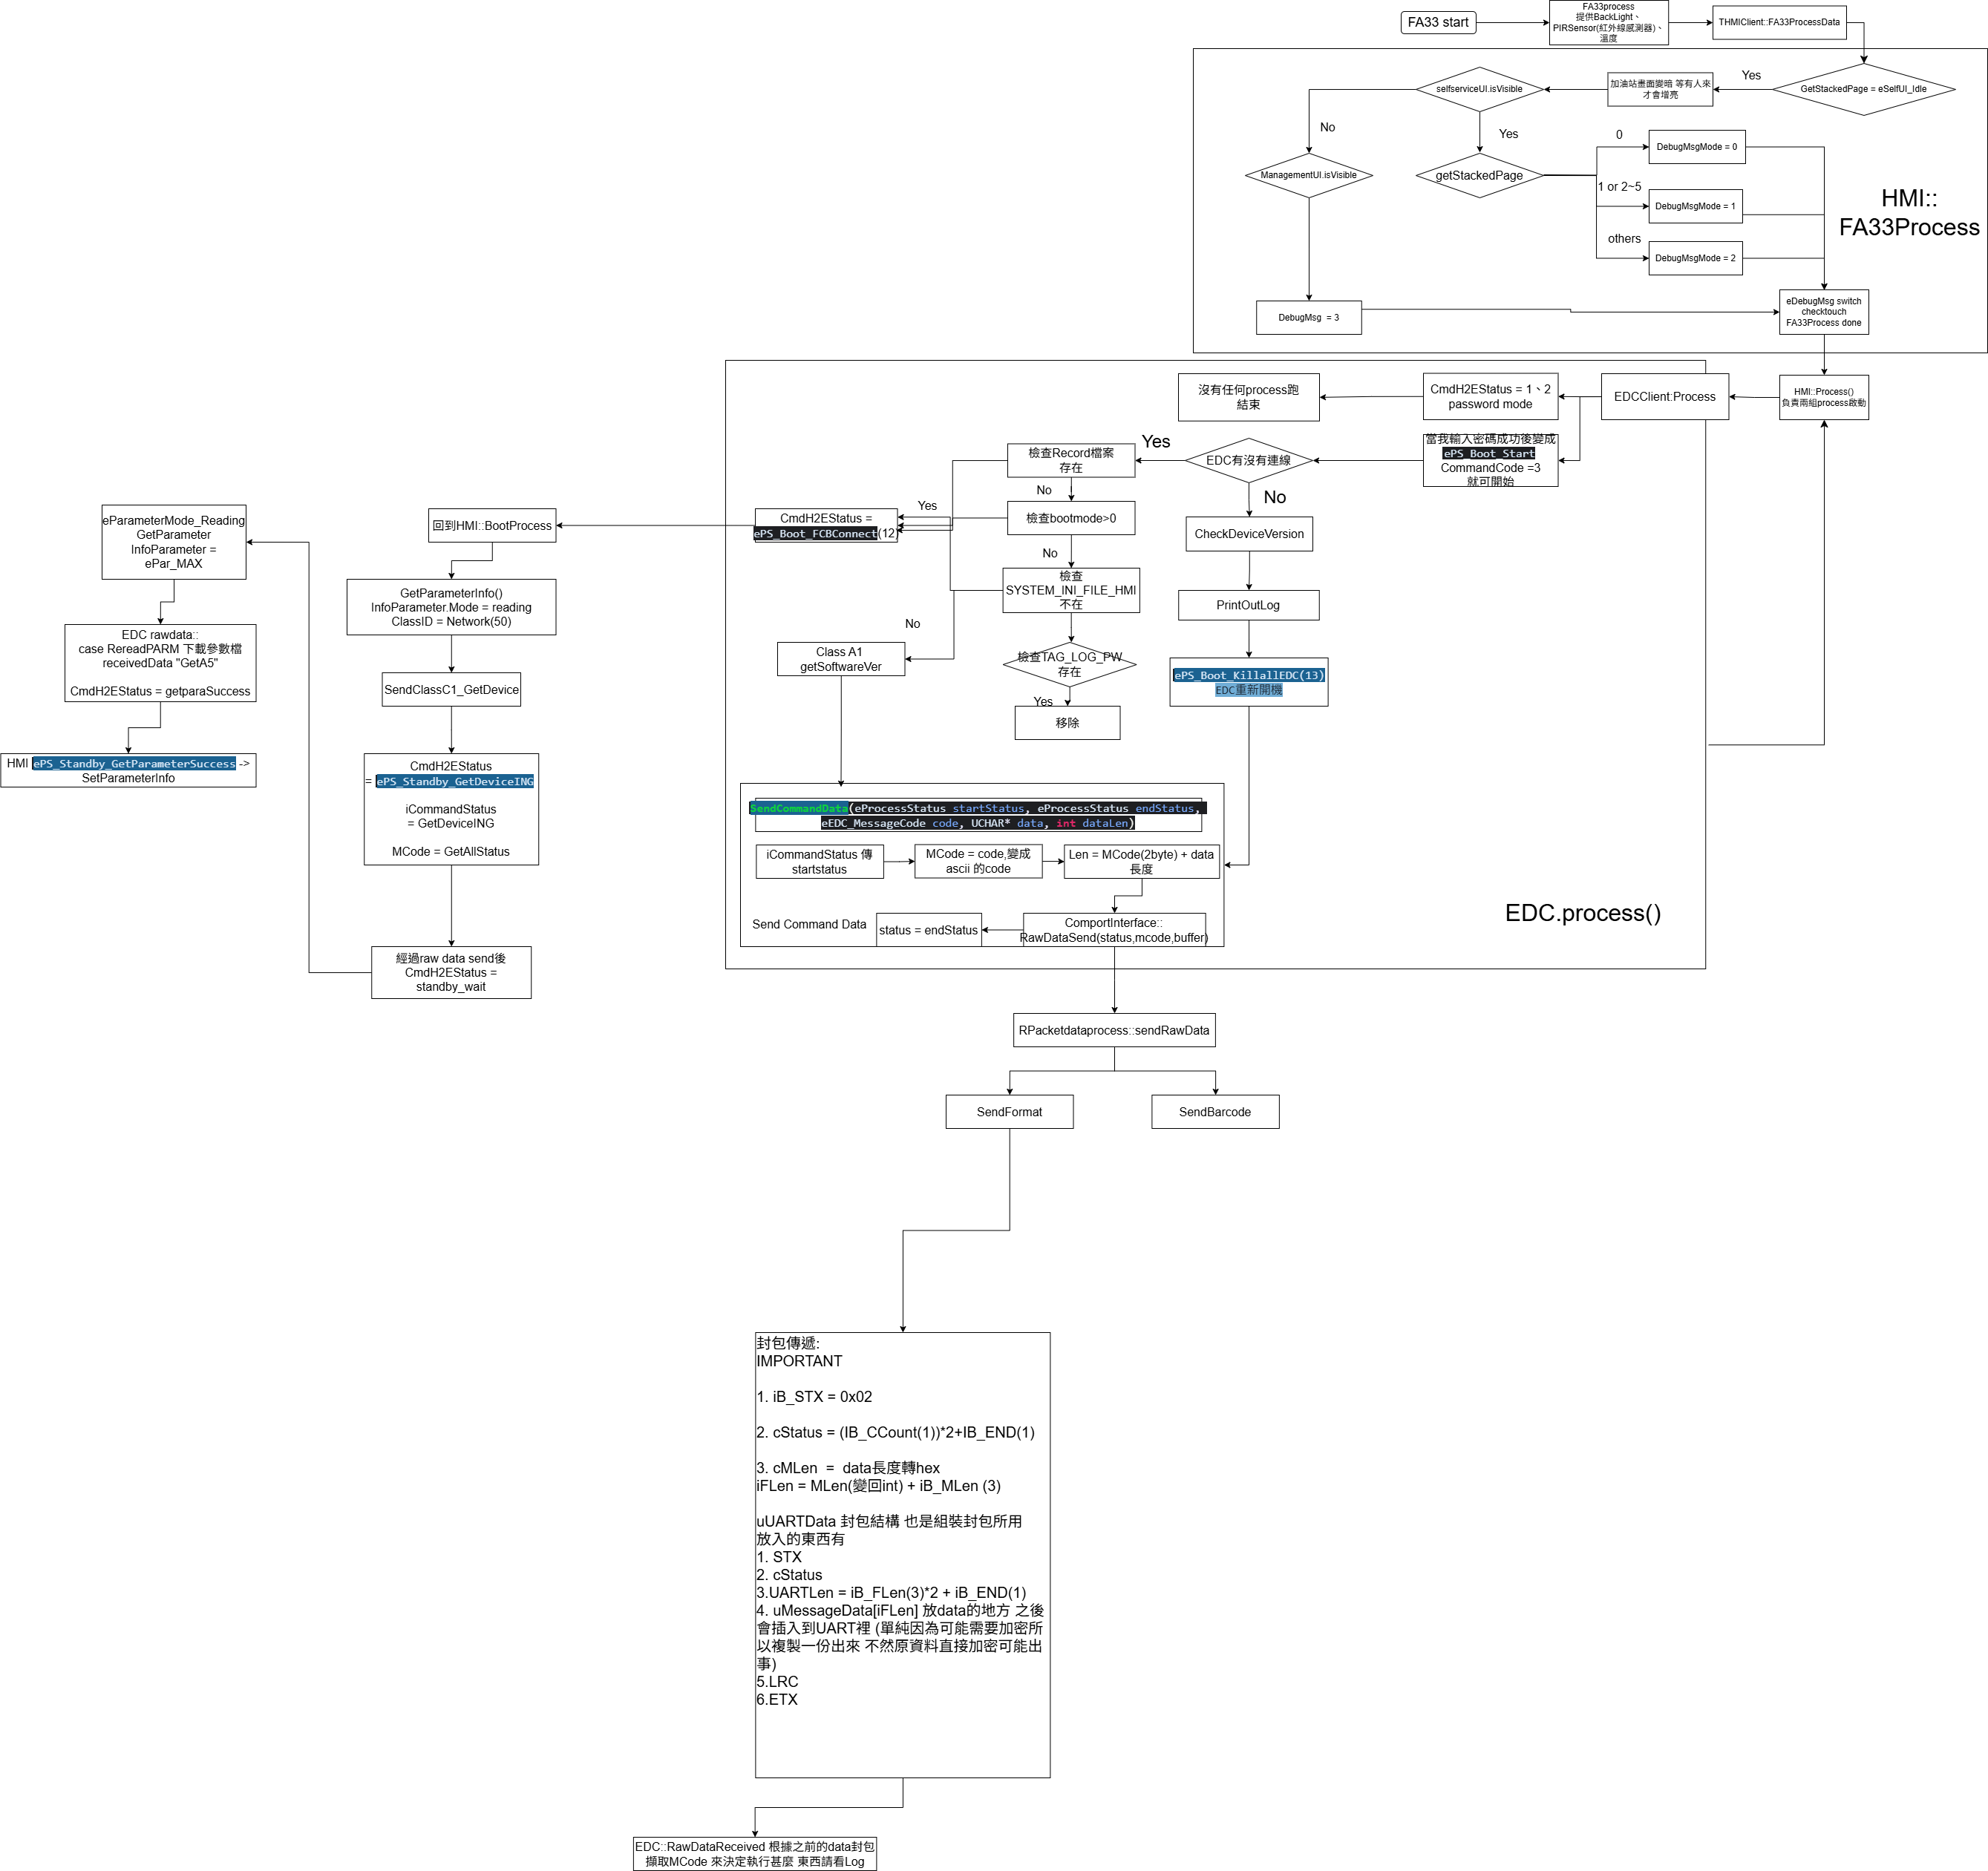 FA33 start
FA33process
提供BackLight、
PIRSensor(紅外線感測器)、
溫度
THMIClient::FA33ProcessData
GetStackedPage = eSelfUI_Idle
Yes
加油站畫面變暗 等有人來
才會增亮
selfserviceUI.isVisible
No
Yes
ManagementUI.isVisible
getStackedPage
0
1 or 2~5
others
DebugMsgMode = 0
DebugMsgMode = 1
DebugMsgMode = 2
HMI::
FA33Process
DebugMsg = 3
eDebugMsg switch
checktouch
FA33Process done
HMI::Process()
負責兩組process啟動
EDCClient:Process
CmdH2EStatus = 1、2
password mode
沒有任何process跑
結束
當我輸入密碼成功後變成
ePS_Boot_Start
CommandCode =3
就可開始
EDC有沒有連線
Yes
No
檢查Record檔案
存在
No
檢查bootmode>0
Yes
No
檢查
SYSTEM_INI_FILE_HMI
不在
No
檢查TAG_LOG_PW
存在
Yes
移除
CheckDeviceVersion
PrintOutLog
ePS_Boot_KillallEDC(13)
EDC重新開機
CmdH2EStatus =
ePS_Boot_FCBConnect(12)
Class A1
getSoftwareVer
SendCommandData(eProcessStatus startStatus, eProcessStatus endStatus,
eEDC_MessageCode code, UCHAR* data, int dataLen)
iCommandStatus 傳
startstatus
MCode = code,變成
ascii 的code
Len = MCode(2byte) + data
長度
Send Command Data
status = endStatus
ComportInterface::
RawDataSend(status,mcode,buffer)
EDC.process()
回到HMI::BootProcess
GetParameterInfo()
InfoParameter.Mode = reading
ClassID = Network(50)
SendClassC1_GetDevice
CmdH2EStatus
= ePS_Standby_GetDeviceING
iCommandStatus
= GetDeviceING
MCode = GetAllStatus
經過raw data send後
CmdH2EStatus =
standby_wait
eParameterMode_Reading
GetParameter
InfoParameter =
ePar_MAX
EDC rawdata::
case RereadPARM 下載參數檔
receivedData "GetA5"
CmdH2EStatus = getparaSuccess
HMI ePS_Standby_GetParameterSuccess ->
SetParameterInfo
RPacketdataprocess::sendRawData
SendFormat
SendBarcode
封包傳遞:
IMPORTANT
1. iB_STX = 0x02
2. cStatus = (IB_CCount(1))*2+IB_END(1)
3. cMLen = data長度轉hex
iFLen = MLen(變回int) + iB_MLen (3)
uUARTData 封包結構 也是組裝封包所用
放入的東西有
1. STX
2. cStatus
3.UARTLen = iB_FLen(3)*2 + iB_END(1)
4. uMessageData[iFLen] 放data的地方 之後
會插入到UART裡 (單純因為可能需要加密所
以複製一份出來 不然原資料直接加密可能出
事)
5.LRC
6.ETX
EDC::RawDataReceived 根據之前的data封包
擷取MCode 來決定執行甚麼 東西請看Log